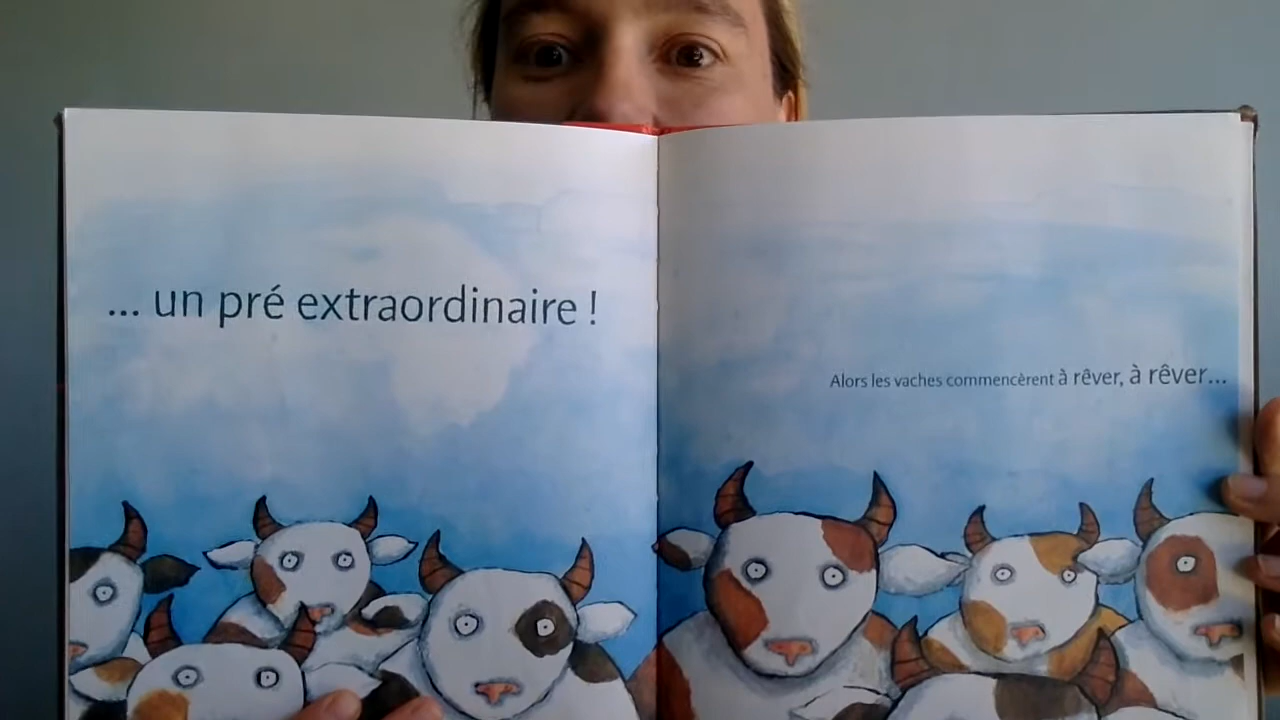 ... un pré extraordinaire !
Alors les vaches commencèrent à rêver, à rêver...